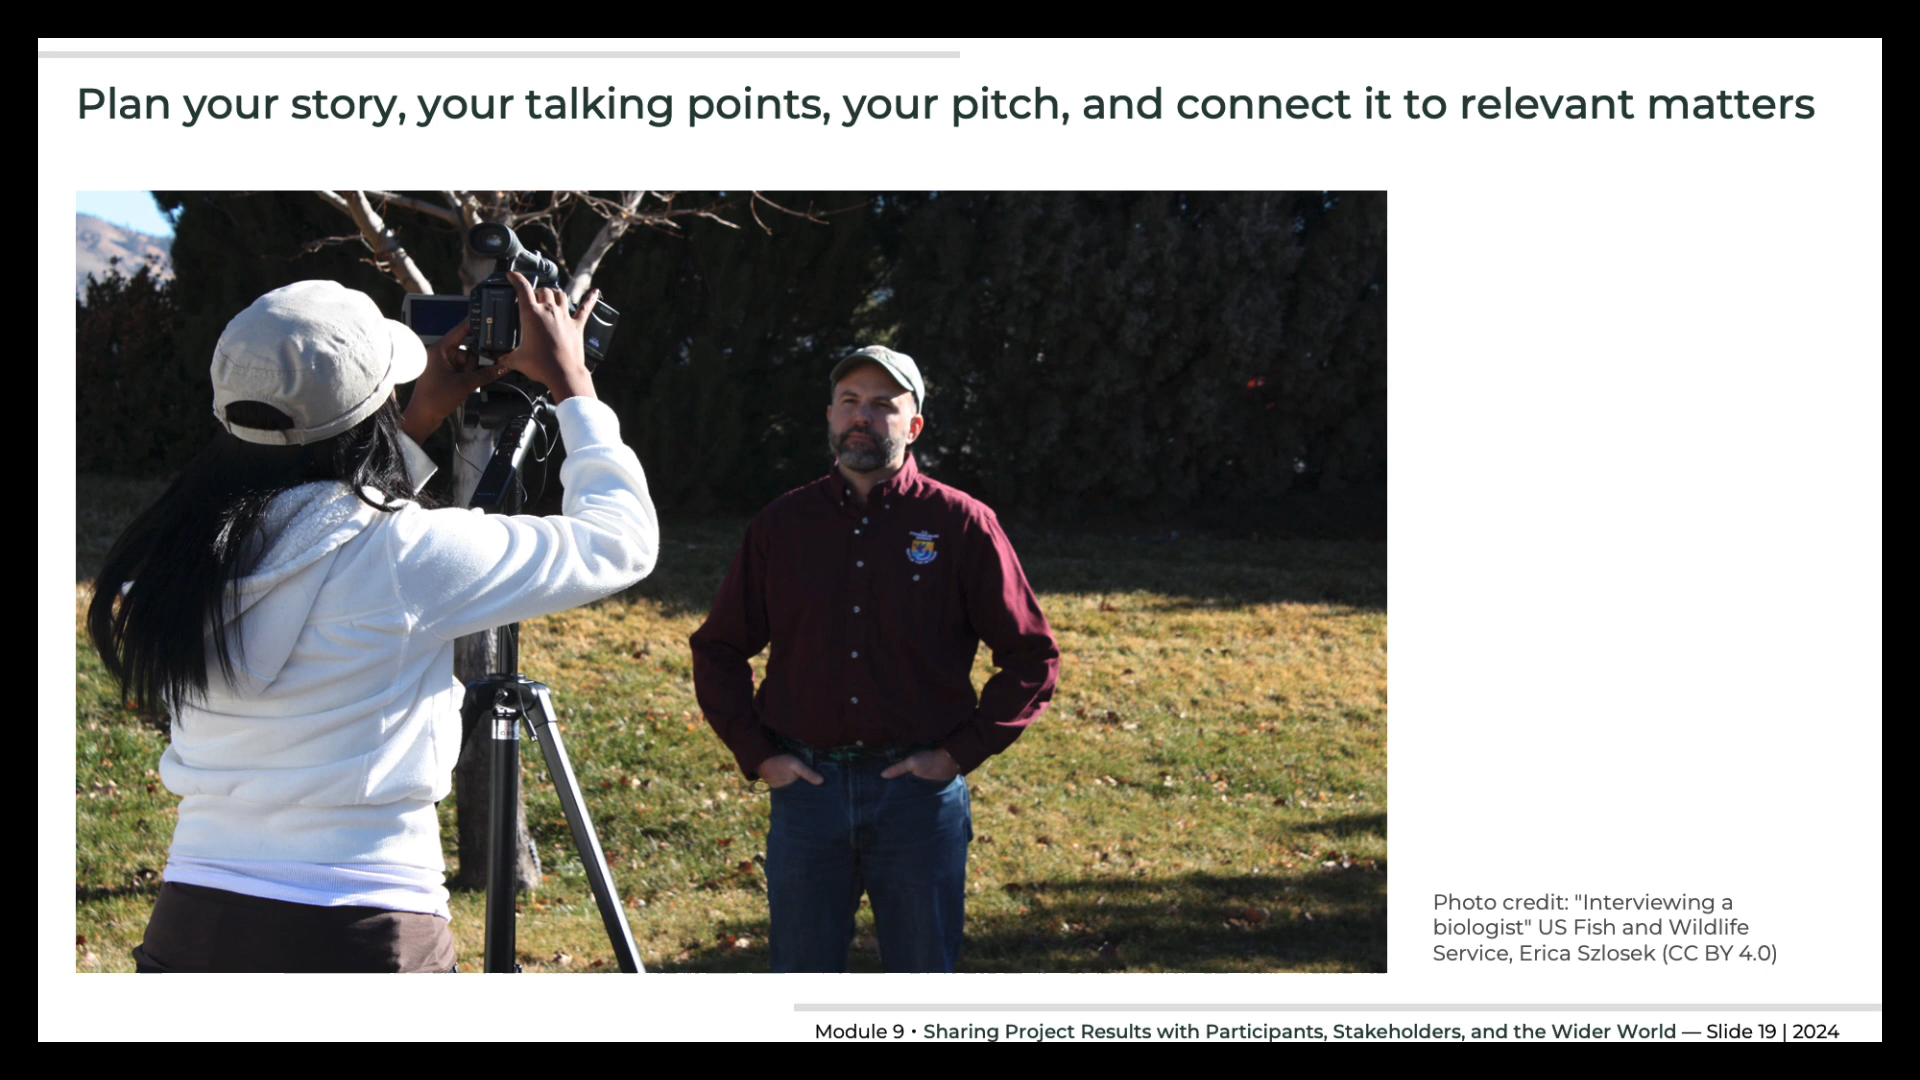 Plan your story, your talking points, your pitch, and connect it to relevant matters
Photo credit: "Interviewing a
biologist" US Fish and Wildlife
Service, Erica Szlosek (CC BY 4.0)
Module 9 • Sharing Project Results with Participants, Stakeholders, and the Wider World — Slide 19 | 2024